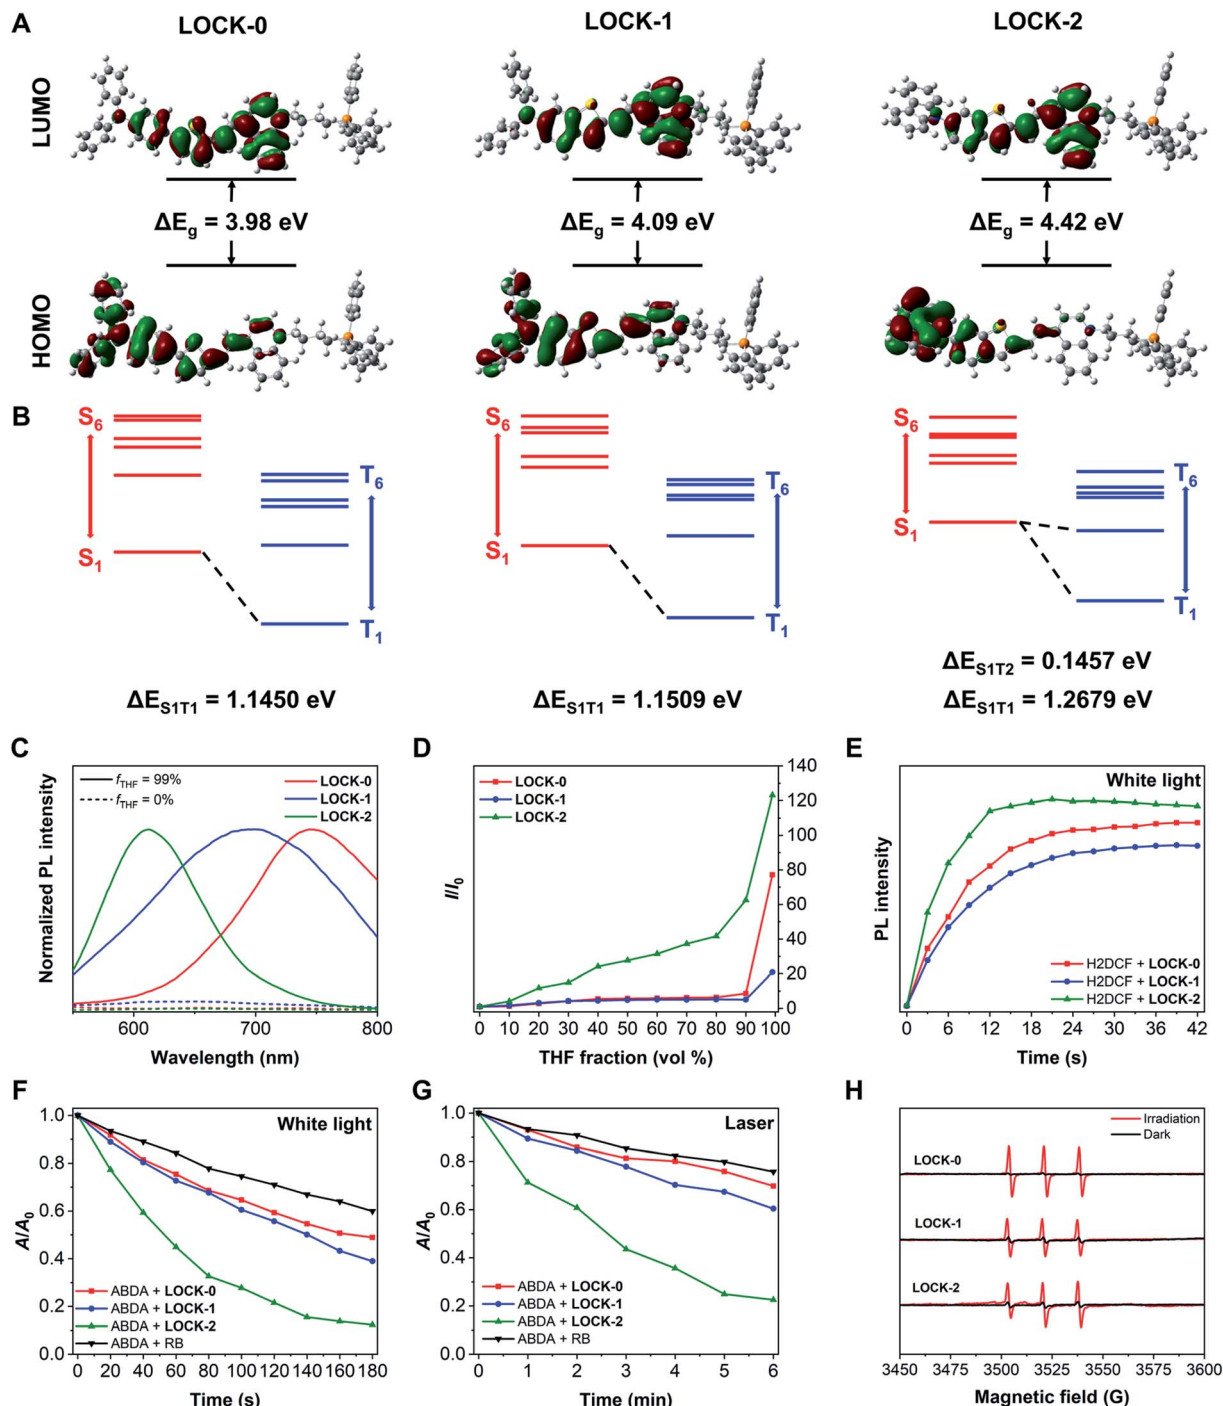 A
LOCK-0
LOCK-1
LOCK-2
LUMO
ΔEg = 3.98 eV
ΔEg = 4.09 eV
ΔEg = 4.42 eV
HOMO
B
S6
S1
T6
T1
S6
S1
T6
T1
S6
S1
T6
T1
ΔES1T1 = 1.1450 eV
ΔES1T1 = 1.1509 eV
ΔES1T2 = 0.1457 eV
ΔES1T1 = 1.2679 eV
C
Normalized PL intensity
fTHF = 99%
fTHF = 0%
LOCK-0
LOCK-1
LOCK-2
600 700 800
Wavelength (nm)
D
LOCK-0
LOCK-1
LOCK-2
I/I0
140
120
100
80
60
40
20
0
0 10 20 30 40 50 60 70 80 90 100
THF fraction (vol %)
E
White light
PL intensity
H2DCF + LOCK-0
H2DCF + LOCK-1
H2DCF + LOCK-2
0 6 12 18 24 30 36 42
Time (s)
F
White light
A/A0
1.0
0.8
0.6
0.4
0.2
0.0
ABDA + LOCK-0
ABDA + LOCK-1
ABDA + LOCK-2
ABDA + RB
0 20 40 60 80 100 120 140 160 180
Time (s)
G
Laser
A/A0
1.0
0.8
0.6
0.4
0.2
0.0
ABDA + LOCK-0
ABDA + LOCK-1
ABDA + LOCK-2
ABDA + RB
0 1 2 3 4 5 6
Time (min)
H
Irradiation
Dark
LOCK-0
LOCK-1
LOCK-2
3450 3475 3500 3525 3550 3575 3600
Magnetic field (G)